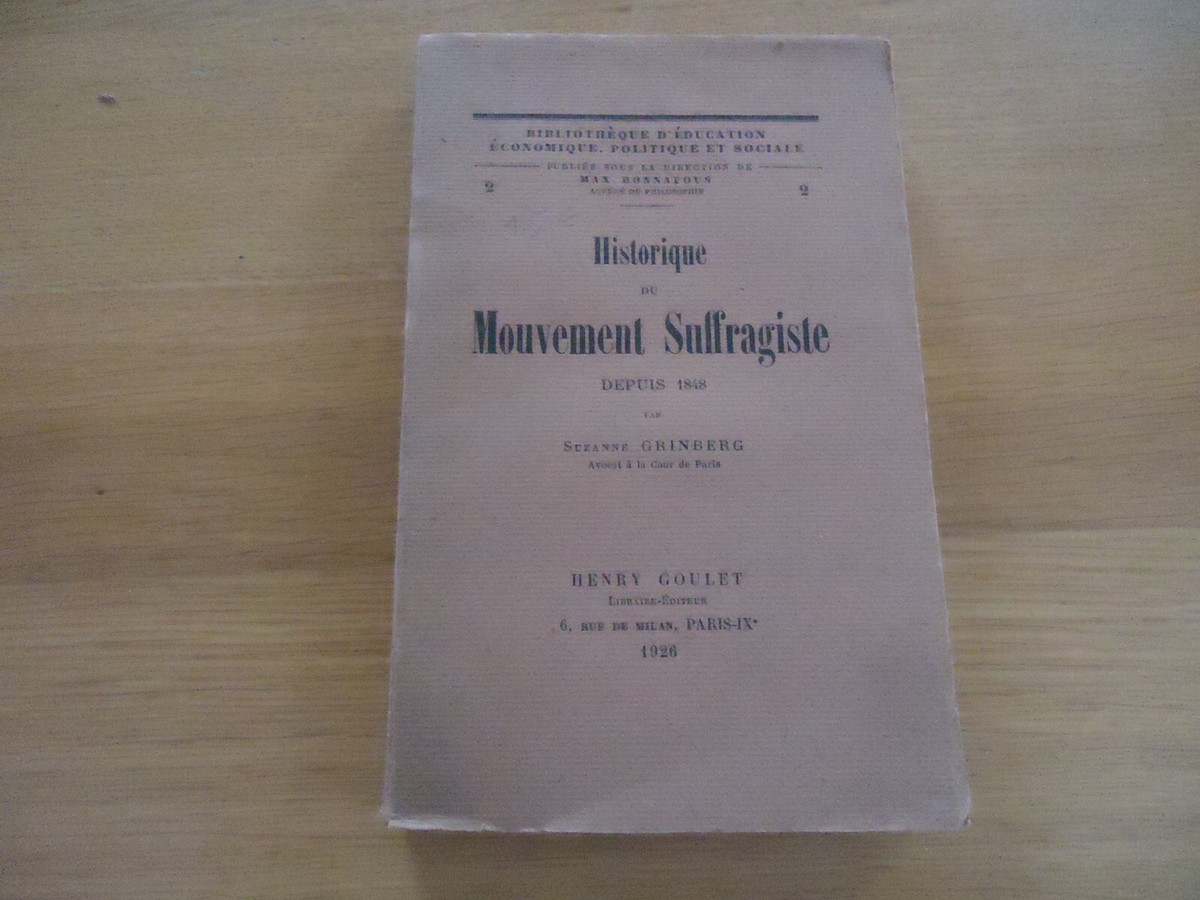 BIBLIOTHÈQUE D'ÉDUCATION
ÉCONOMIQUE, POLITIQUE ET SOCIALE
PUBLIÉE SOUS LA DIRECTION DE
MAX BONNAFOUS
2 AGRÉGÉ DE PHILOSOPHIE 2
Historique
DU
Mouvement Suffragiste
DEPUIS 1848
PAR
SUZANNE GRINBERG
Avocat à la Cour de Paris
HENRY GOULET
LIBRAIRE-ÉDITEUR
6, RUE DE MILAN, PARIS-IXe
1926